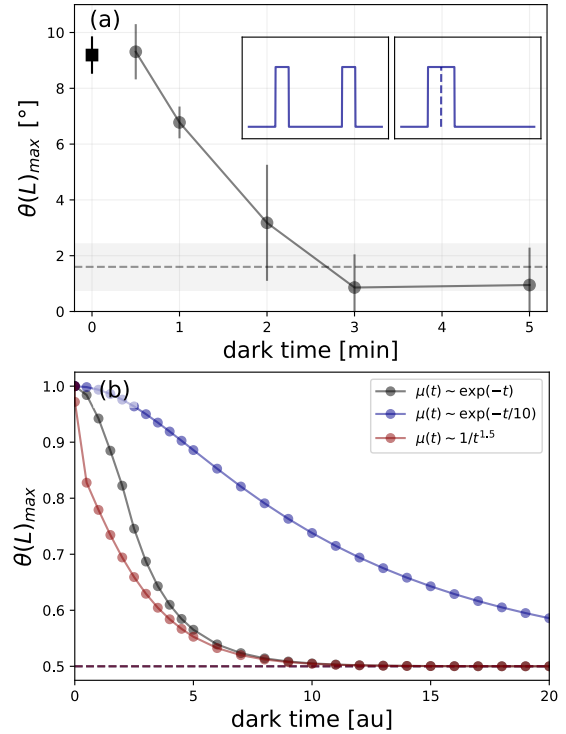 (a)
10
8
6
4
2
0
θ(L)max [°]
0 1 2 3 4 5
dark time [min]
(b)
μ(t) ~ exp(−t)
μ(t) ~ exp(−t/10)
μ(t) ~ 1/t^1.5
1.0
0.9
0.8
0.7
0.6
0.5
θ(L)max
0 5 10 15 20
dark time [au]